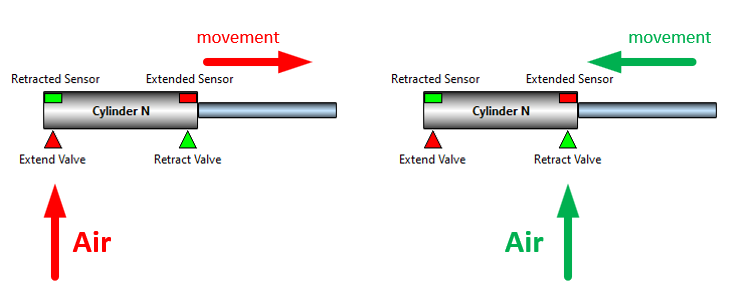 movement
movement
Retracted Sensor
Extended Sensor
Retracted Sensor
Extended Sensor
Cylinder N
Cylinder N
Extend Valve
Retract Valve
Extend Valve
Retract Valve
Air
Air